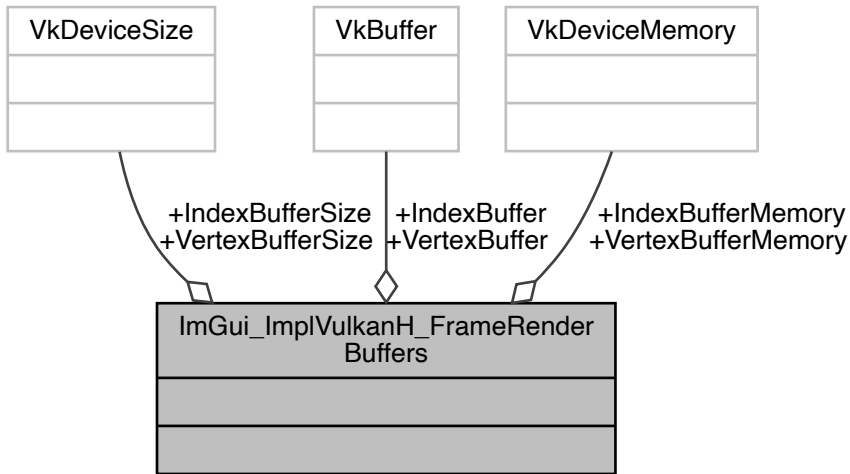 VkDeviceSize
VkBuffer
VkDeviceMemory
+IndexBufferSize
+VertexBufferSize
+IndexBuffer
+VertexBuffer
+IndexBufferMemory
+VertexBufferMemory
ImGui_ImplVulkanH_FrameRender
Buffers